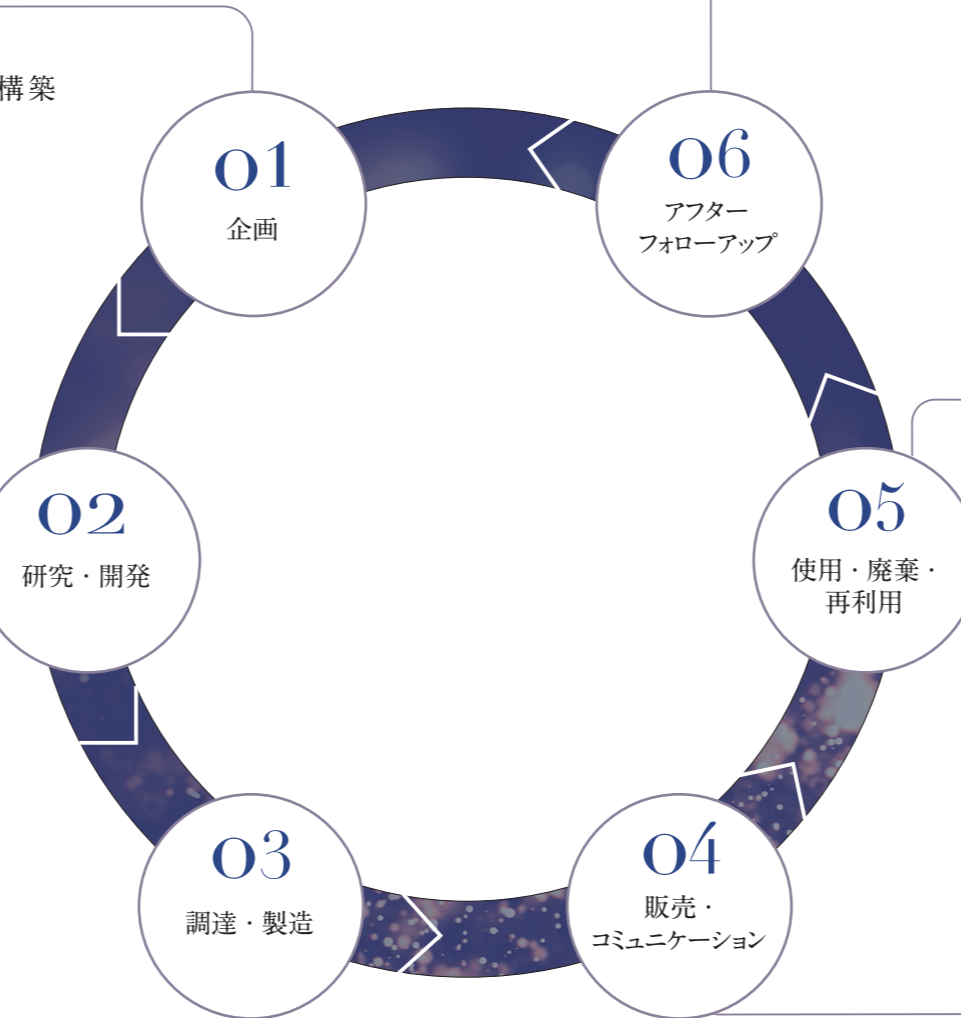 構築
01
企画
02
研究・開発
03
調達・製造
04
販売・
コミュニケーション
05
使用・廃棄・
再利用
06
アフター
フォローアップ